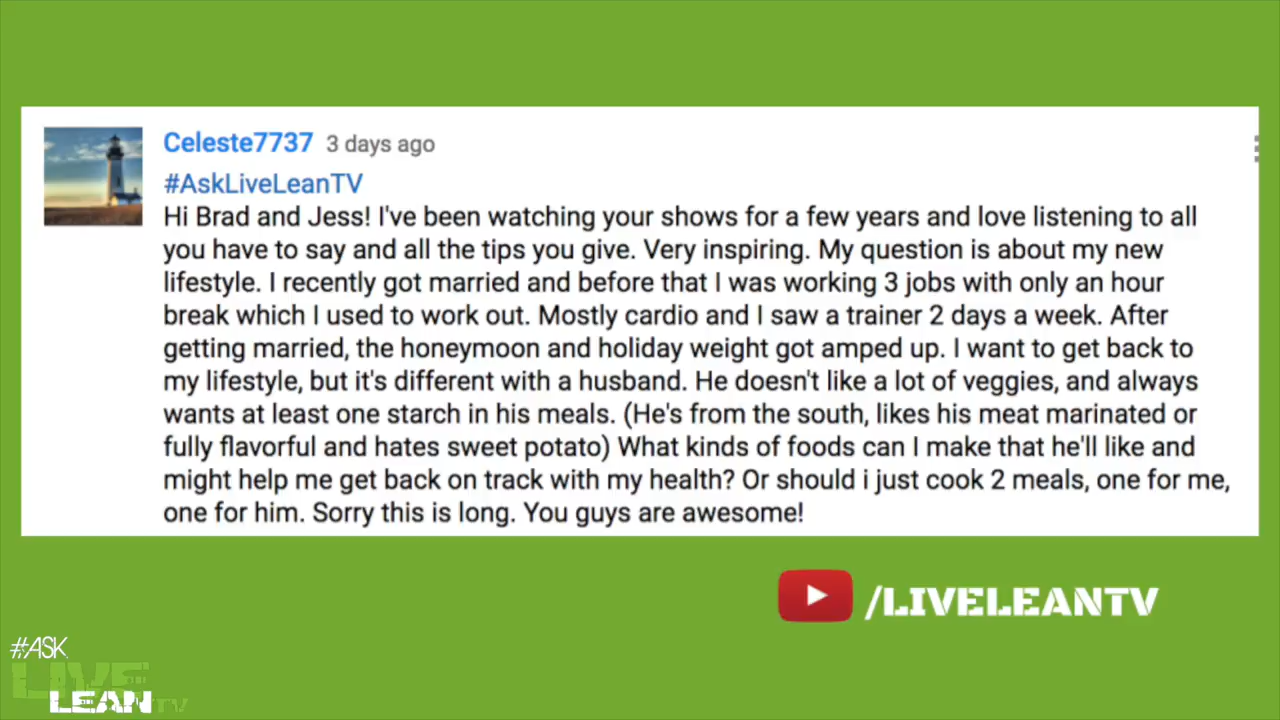 Celeste7737 3 days ago
#AskLiveLeanTV
Hi Brad and Jess! I've been watching your shows for a few years and love listening to all
you have to say and all the tips you give. Very inspiring. My question is about my new
lifestyle. I recently got married and before that I was working 3 jobs with only an hour
break which I used to work out. Mostly cardio and I saw a trainer 2 days a week. After
getting married, the honeymoon and holiday weight got amped up. I want to get back to
my lifestyle, but it's different with a husband. He doesn't like a lot of veggies, and always
wants at least one starch in his meals. (He's from the south, likes his meat marinated or
fully flavorful and hates sweet potato) What kinds of foods can I make that he'll like and
might help me get back on track with my health? Or should i just cook 2 meals, one for me,
one for him. Sorry this is long. You guys are awesome!
/LIVELEANTV
#ASK
LIVE
LEAN TV